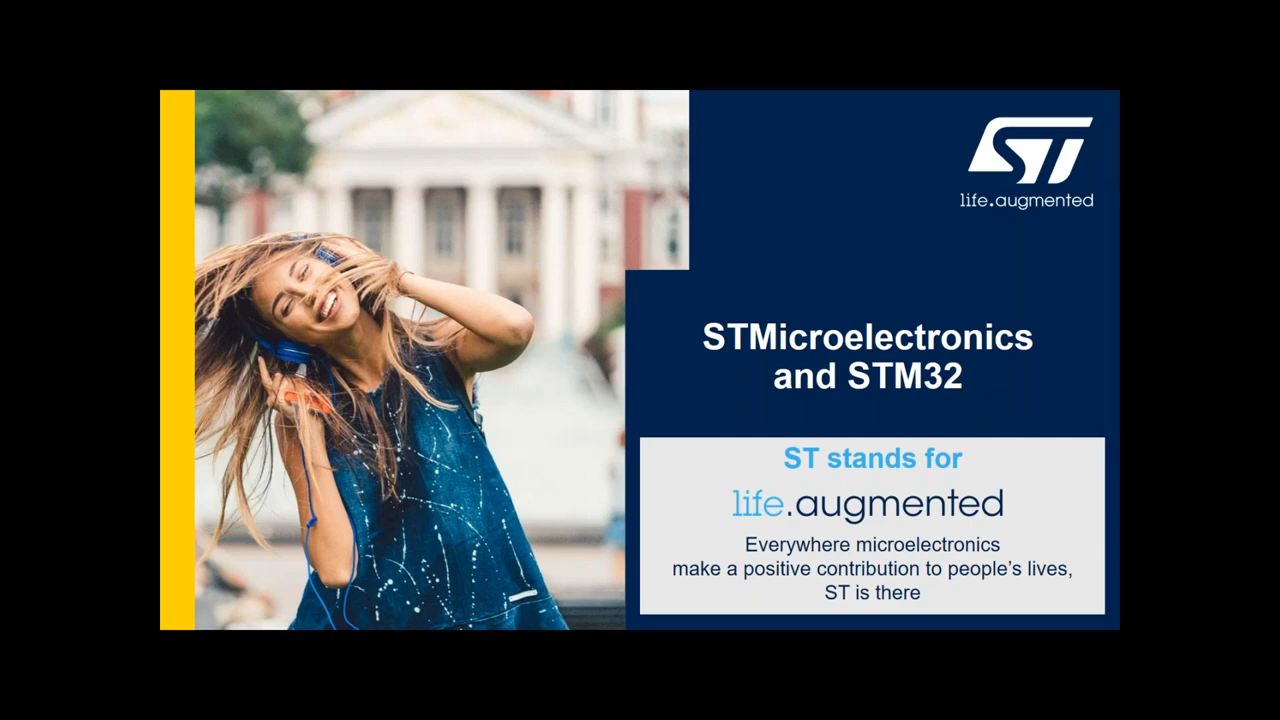 ST
life.augmented
STMicroelectronics
and STM32
ST stands for
life.augmented
Everywhere microelectronics
make a positive contribution to people's lives,
ST is there